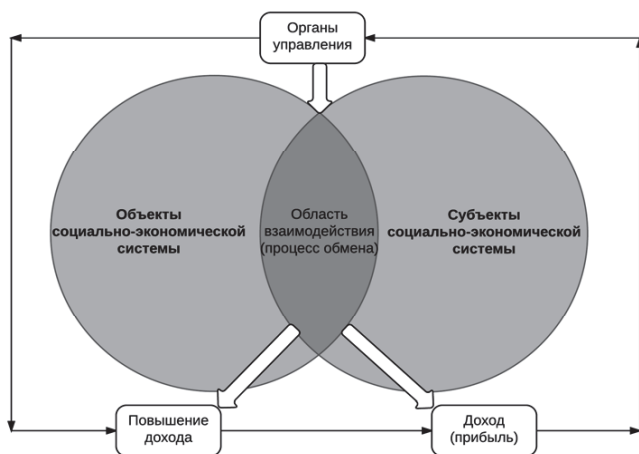 Органы
управления
Объекты
социально-экономической
системы
Область
взаимодействия
(процесс обмена)
Субъекты
социально-экономической
системы
Повышение
дохода
Доход
(прибыль)